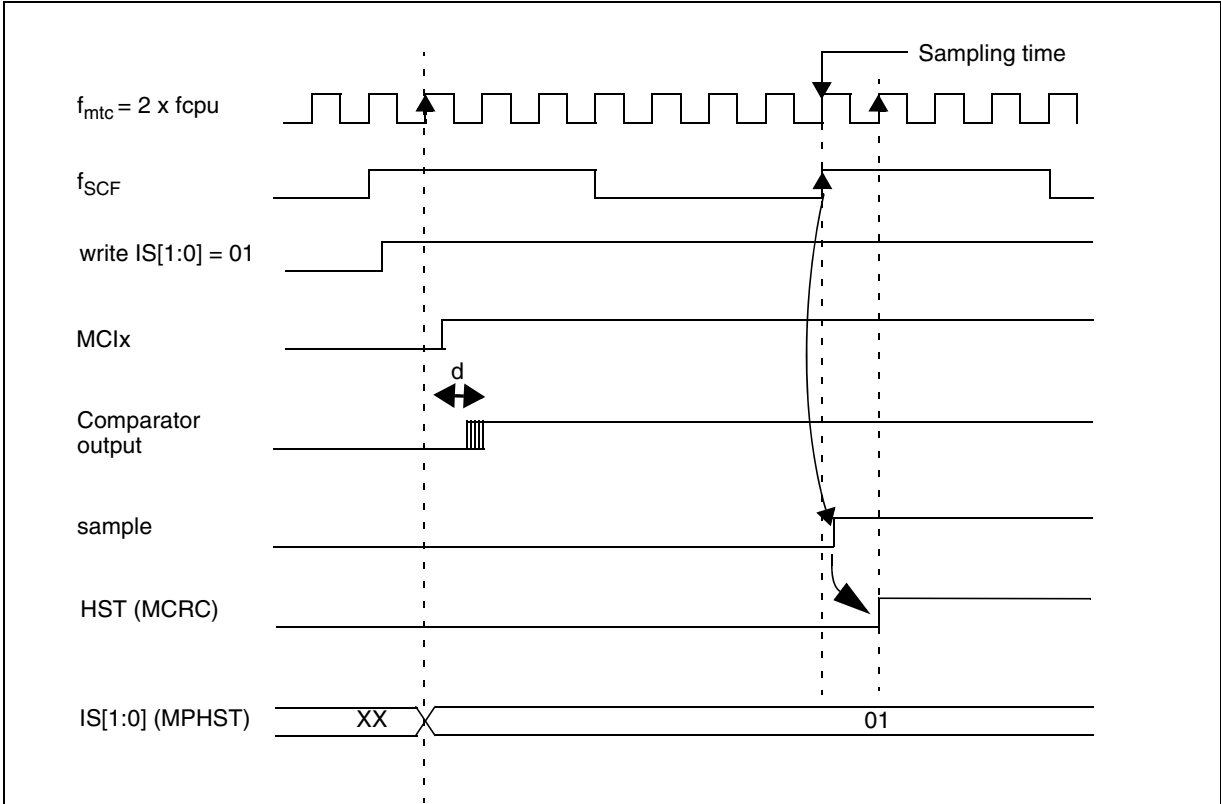 Sampling time
fmtc = 2 x fcpu
fSCF
write IS[1:0] = 01
MCIx
d
Comparator
output
sample
HST (MCRC)
IS[1:0] (MPHST)
XX
01